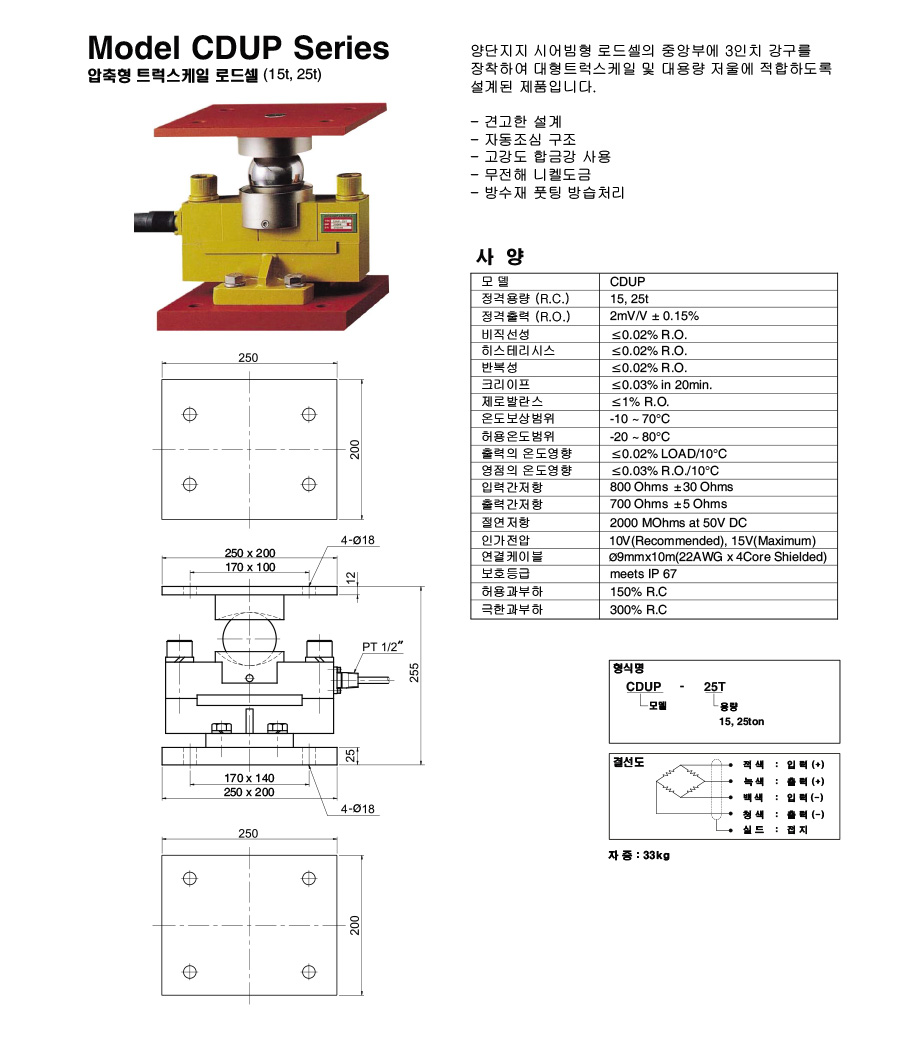 Model CDUP Series
압축형 트럭스케일 로드셀 (15t, 25t)
양단지지 시어빔형 로드셀의 중앙부에 3인치 강구를
장착하여 대형트럭스케일 및 대용량 저울에 적합하도록
설계된 제품입니다.
- 견고한 설계
- 자동조심 구조
- 고강도 합금강 사용
- 무전해 니켈도금
- 방수재 풋팅 방습처리
사 양
모 델 CDUP
정격용량 (R.C.) 15, 25t
정격출력 (R.O.) 2mV/V ± 0.15%
비직선성 ≤0.02% R.O.
히스테리시스 ≤0.02% R.O.
반복성 ≤0.02% R.O.
크리이프 ≤0.03% in 20min.
제로발란스 ≤1% R.O.
온도보상범위 -10 ~ 70°C
허용온도범위 -20 ~ 80°C
출력의 온도영향 ≤0.02% LOAD/10°C
영점의 온도영향 ≤0.03% R.O./10°C
입력간저항 800 Ohms ±30 Ohms
출력간저항 700 Ohms ±5 Ohms
절연저항 2000 MOhms at 50V DC
인가전압 10V(Recommended), 15V(Maximum)
연결케이블 Ø9mmx10m(22AWG x 4Core Shielded)
보호등급 meets IP 67
허용과부하 150% R.C
극한과부하 300% R.C
250
200
4-Ø18
250 x 200
170 x 100
12
PT 1/2"
255
25
170 x 140
250 x 200
4-Ø18
250
200
형식명
CDUP - 25T
모델 용량
15, 25ton
결선도
적색 : 입력(+)
녹색 : 출력(+)
백색 : 입력(-)
청색 : 출력(-)
실드 : 접지
자중 : 33kg